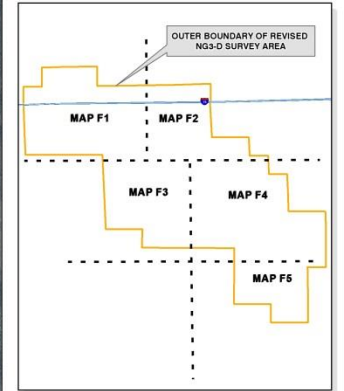 OUTER BOUNDARY OF REVISED
NG3-D SURVEY AREA
MAP F1
MAP F2
MAP F3
MAP F4
MAP F5